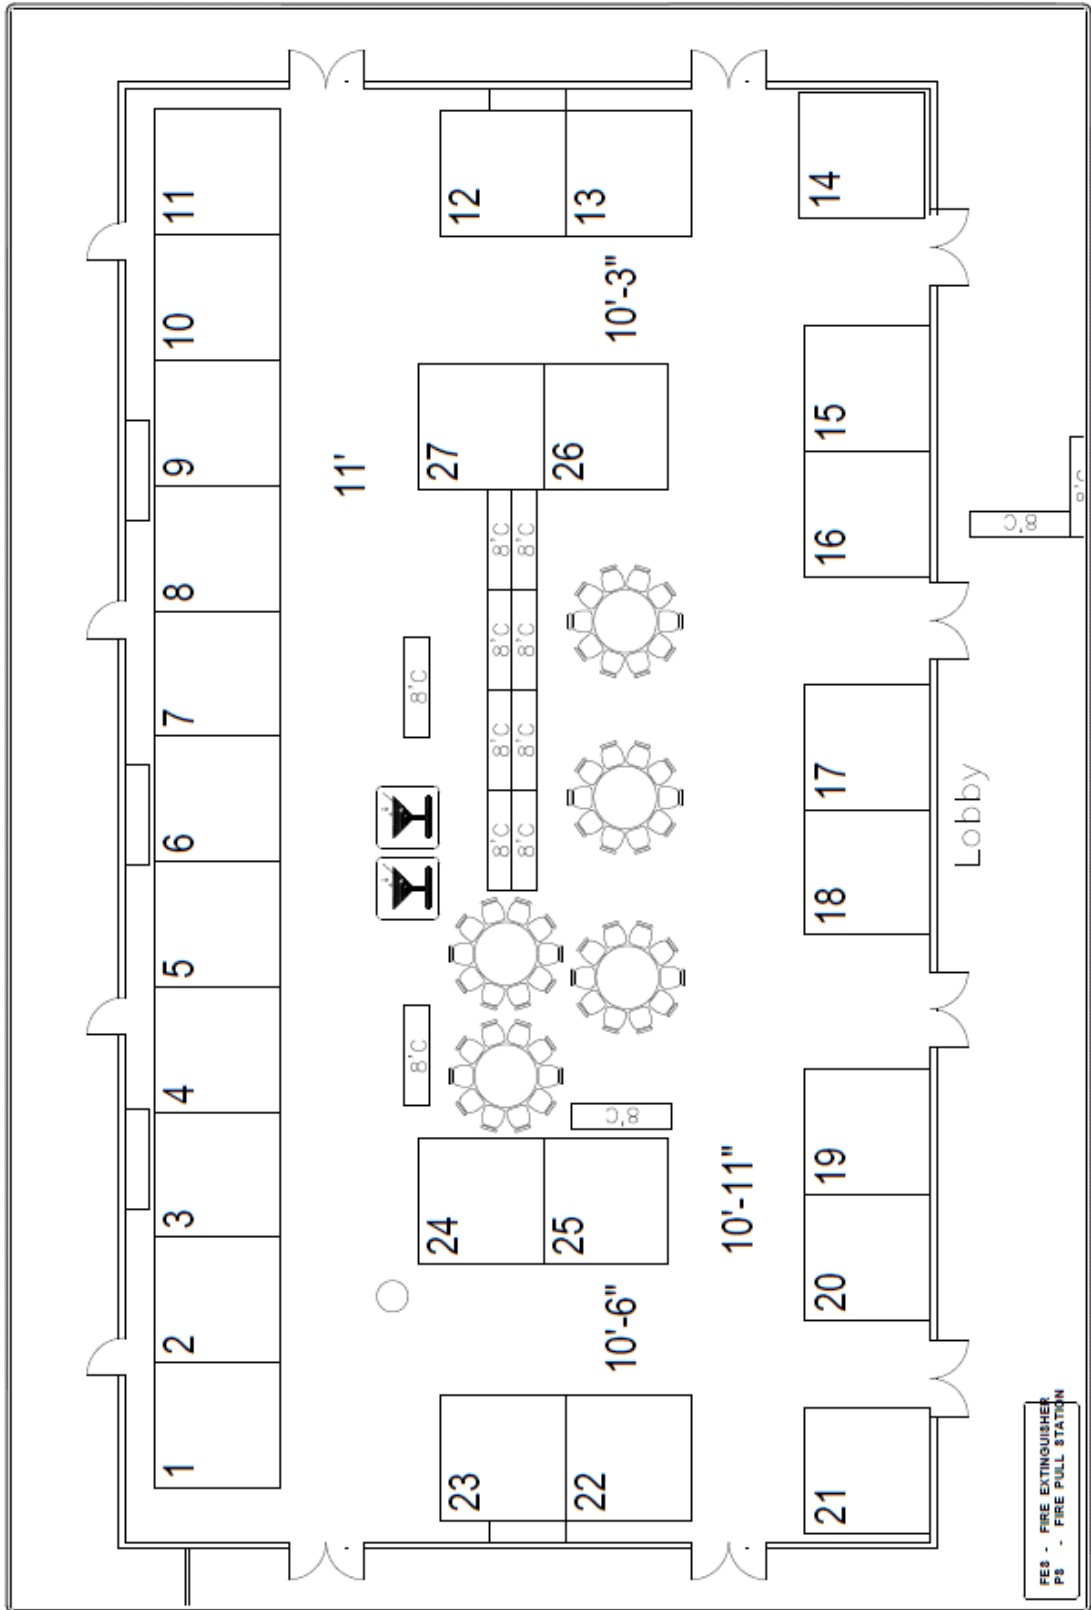 1 2 3 4 5 6 7 8 9 10 11
11'
8'C 8'C
24 27
23 12
8'C 8'C 8'C 8'C
8'C 8'C 8'C 8'C
25 26
22 13
10'-6" 8'C 10'-3"
10'-11"
21 20 19 18 17 16 15 14
Lobby
8'C
8'C
FES - FIRE EXTINGUISHER
PS - FIRE PULL STATION